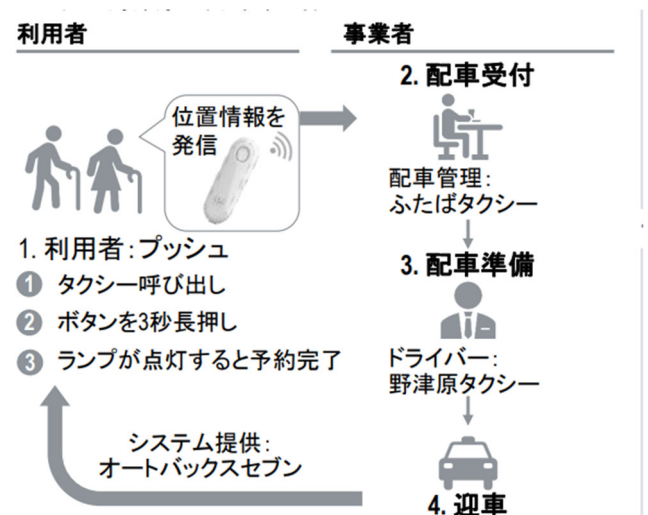 利用者
事業者
位置情報を
発信
1. 利用者:プッシュ
1 タクシー呼び出し
2 ボタンを3秒長押し
3 ランプが点灯すると予約完了
2. 配車受付
配車管理:
ふたばタクシー
3. 配車準備
ドライバー:
野津原タクシー
4. 迎車
システム提供:
オートバックスセブン